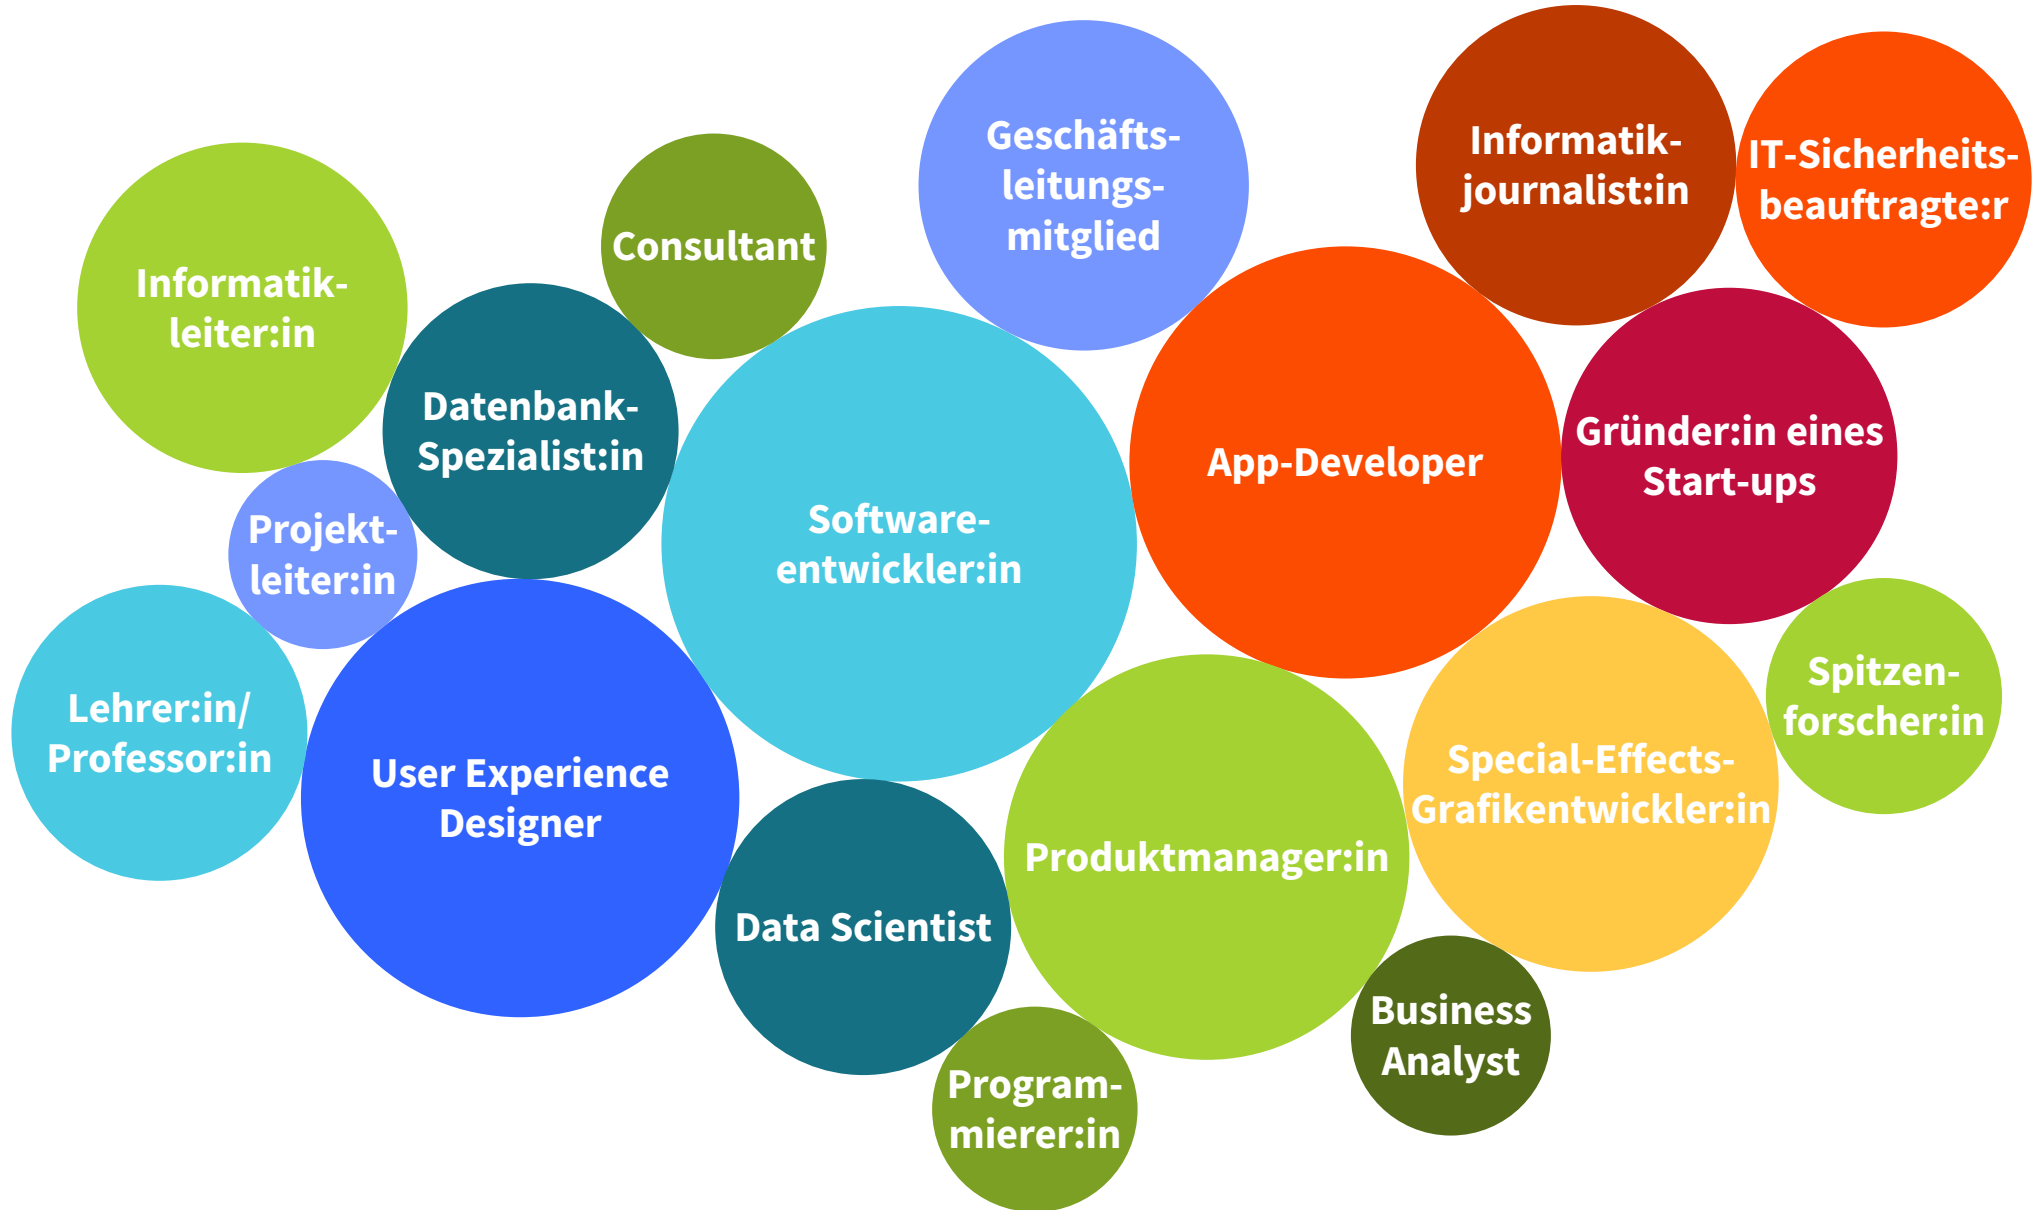 Geschäfts-
leitungs-
mitglied
Informatik-
journalist:in
IT-Sicherheits-
beauftragte:r
Consultant
Informatik-
leiter:in
Datenbank-
Spezialist:in
App-Developer
Gründer:in eines
Start-ups
Projekt-
leiter:in
Software-
entwickler:in
Lehrer:in/
Professor:in
User Experience
Designer
Spitzen-
forscher:in
Special-Effects-
Grafikentwickler:in
Produktmanager:in
Data Scientist
Business
Analyst
Program-
mierer:in